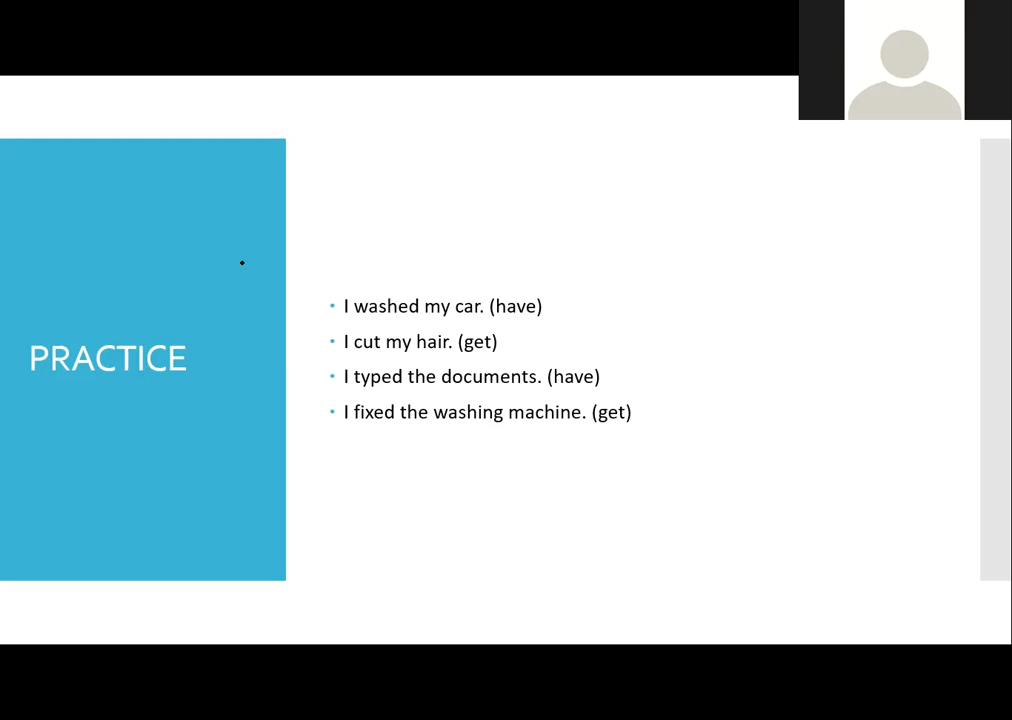 PRACTICE
• I washed my car. (have)
• I cut my hair. (get)
• I typed the documents. (have)
• I fixed the washing machine. (get)